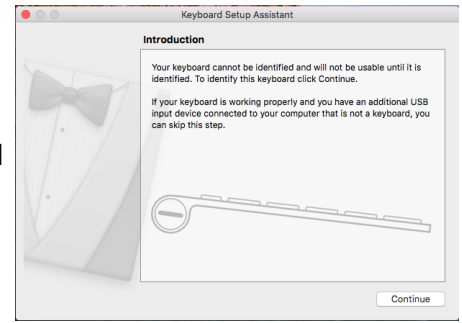 Keyboard Setup Assistant
Introduction
Your keyboard cannot be identified and will not be usable until it is
identified. To identify this keyboard click Continue.
If your keyboard is working properly and you have an additional USB
input device connected to your computer that is not a keyboard, you
can skip this step.
Continue